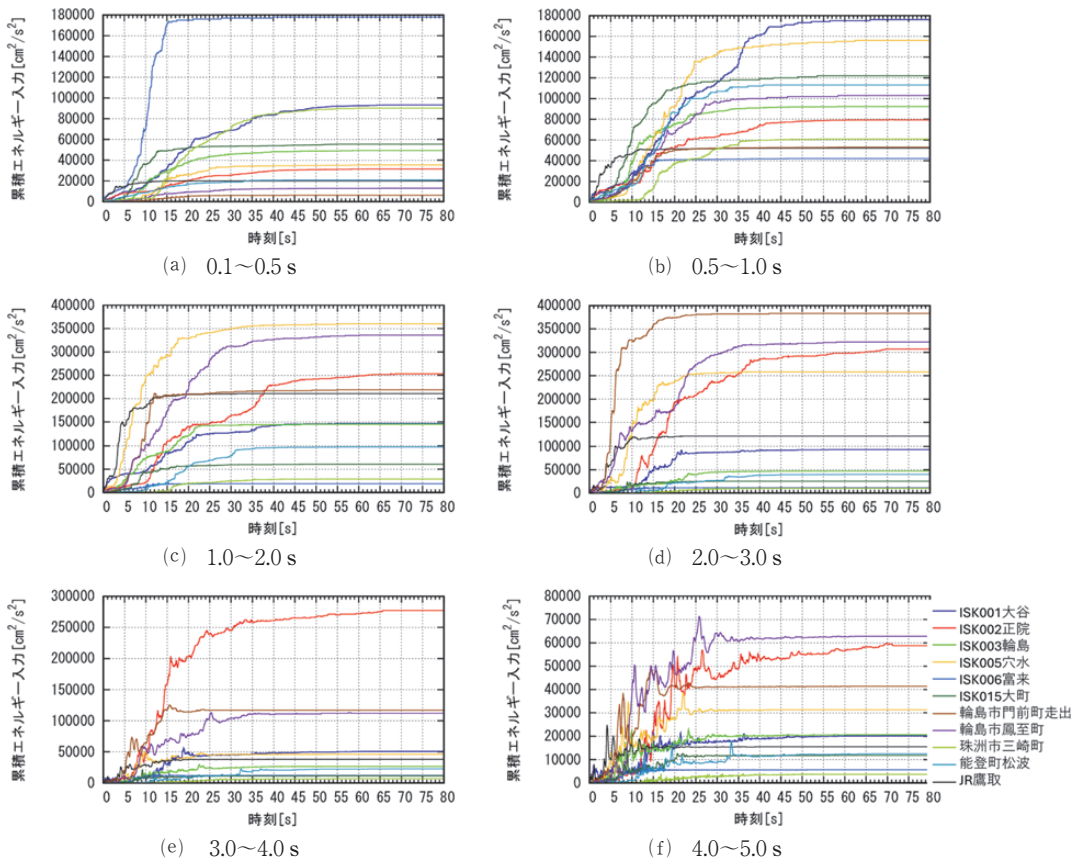 累積エネルギー入力[cm²/s²]
180000
160000
140000
120000
100000
80000
60000
40000
20000
0
0 5 10 15 20 25 30 35 40 45 50 55 60 65 70 75 80
時刻[s]
(a) 0.1～0.5 s
累積エネルギー入力[cm²/s²]
180000
160000
140000
120000
100000
80000
60000
40000
20000
0
0 5 10 15 20 25 30 35 40 45 50 55 60 65 70 75 80
時刻[s]
(b) 0.5～1.0 s
累積エネルギー入力[cm²/s²]
400000
350000
300000
250000
200000
150000
100000
50000
0
0 5 10 15 20 25 30 35 40 45 50 55 60 65 70 75 80
時刻[s]
(c) 1.0～2.0 s
累積エネルギー入力[cm²/s²]
400000
350000
300000
250000
200000
150000
100000
50000
0
0 5 10 15 20 25 30 35 40 45 50 55 60 65 70 75 80
時刻[s]
(d) 2.0～3.0 s
累積エネルギー入力[cm²/s²]
300000
250000
200000
150000
100000
50000
0
0 5 10 15 20 25 30 35 40 45 50 55 60 65 70 75 80
時刻[s]
(e) 3.0～4.0 s
累積エネルギー入力[cm²/s²]
80000
70000
60000
50000
40000
30000
20000
10000
0
0 5 10 15 20 25 30 35 40 45 50 55 60 65 70 75 80
時刻[s]
(f) 4.0～5.0 s
ISK001大谷
ISK002正院
ISK003輪島
ISK005穴水
ISK006富来
ISK015大町
輪島市門前町走出
輪島市鳳至町
珠洲市三崎町
能登町松波
JR鷹取